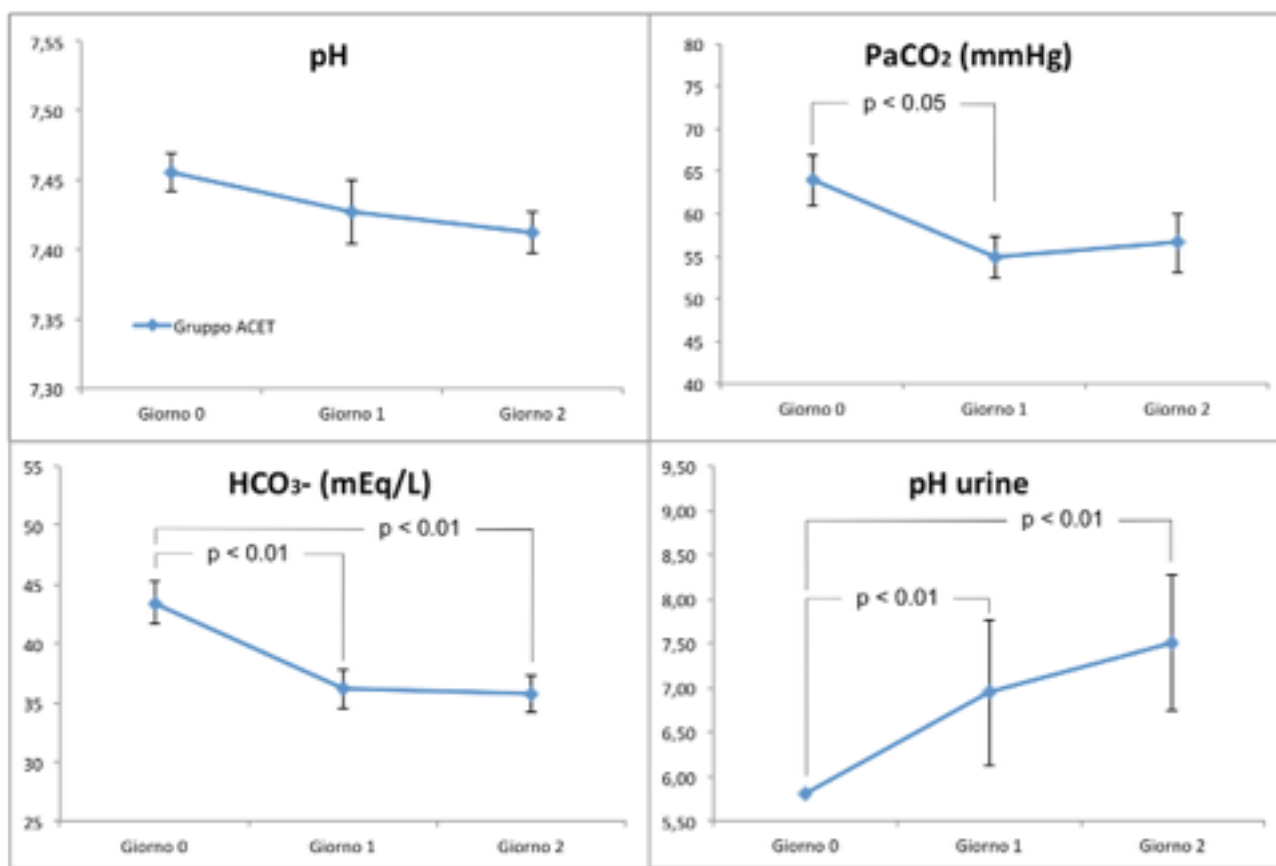 pH
7,55
7,50
7,45
7,40
7,35
7,30
Gruppo ACET
Giorno 0 Giorno 1 Giorno 2
PaCO₂ (mmHg)
p < 0.05
80
75
70
65
60
55
50
45
40
Giorno 0 Giorno 1 Giorno 2
HCO₃- (mEq/L)
p < 0.01
p < 0.01
55
50
45
40
35
30
25
Giorno 0 Giorno 1 Giorno 2
pH urine
p < 0.01
p < 0.01
9,50
9,00
8,50
8,00
7,50
7,00
6,50
6,00
5,50
Giorno 0 Giorno 1 Giorno 2